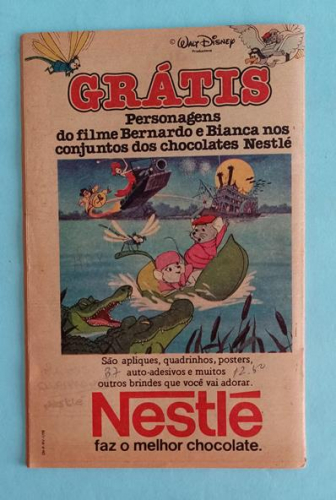 © Walt Disney
Productions
GRÁTIS
Personagens
do filme Bernardo e Bianca nos
conjuntos dos chocolates Nestlé
São apliques, quadrinhos, posters,
auto-adesivos e muitos
outros brindes que você vai adorar.
Nestlé
faz o melhor chocolate.